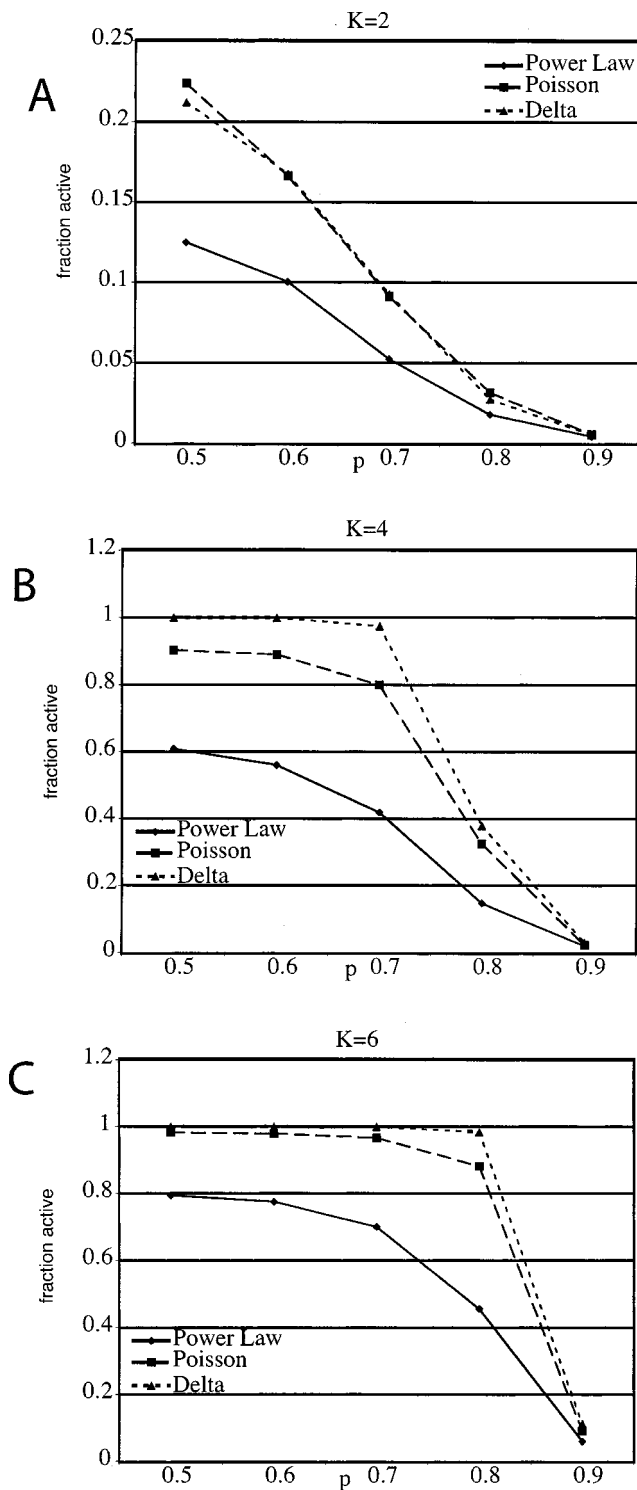 K=2
A
0.25
0.2
0.15
0.1
0.05
0
fraction active
Power Law
Poisson
Delta
0.5 0.6 p 0.7 0.8 0.9
K=4
B
1.2
1
0.8
0.6
0.4
0.2
0
fraction active
Power Law
Poisson
Delta
0.5 0.6 p 0.7 0.8 0.9
K=6
C
1.2
1
0.8
0.6
0.4
0.2
0
fraction active
Power Law
Poisson
Delta
0.5 0.6 p 0.7 0.8 0.9